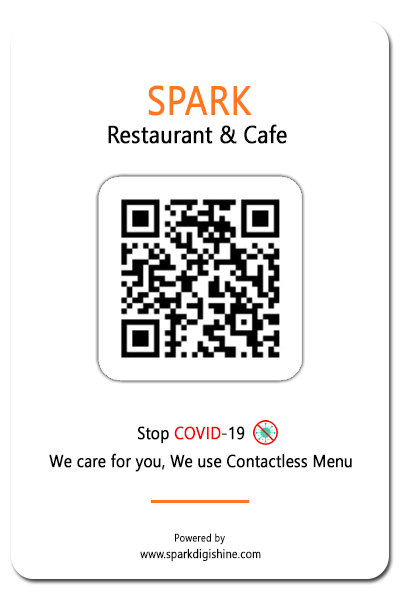 SPARK
Restaurant & Cafe
Stop COVID-19
We care for you, We use Contactless Menu
Powered by
www.sparkdigishine.com